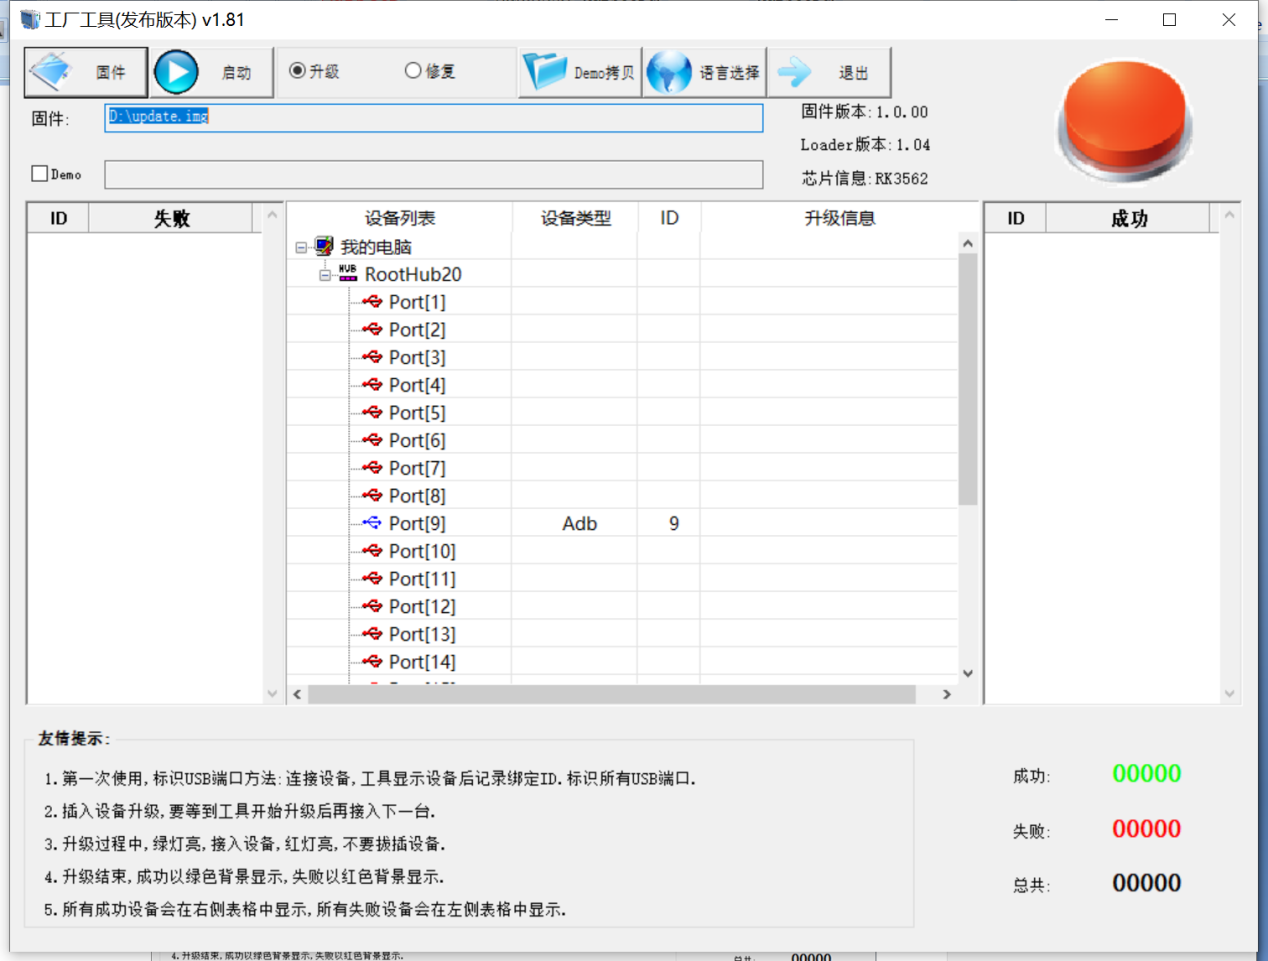 工厂工具(发布版本) v1.81
固件 启动 升级 修复 Demo拷贝 语言选择 退出
固件: D:\update.img
固件版本:1.0.00
Loader版本:1.04
Demo
芯片信息:RK3562
ID 失败
设备列表 设备类型 ID 升级信息
ID 成功
我的电脑
HUB RootHub20
Port[1]
Port[2]
Port[3]
Port[4]
Port[5]
Port[6]
Port[7]
Port[8]
Port[9] Adb 9
Port[10]
Port[11]
Port[12]
Port[13]
Port[14]
友情提示:
1.第一次使用,标识USB端口方法:连接设备,工具显示设备后记录绑定ID.标识所有USB端口.
2.插入设备升级,要等到工具开始升级后再接入下一台.
3.升级过程中,绿灯亮,接入设备,红灯亮,不要拔插设备.
4.升级结束,成功以绿色背景显示,失败以红色背景显示.
5.所有成功设备会在右侧表格中显示,所有失败设备会在左侧表格中显示.
成功: 00000
失败: 00000
总共: 00000
4.升级结束,成功以绿色背景显示,失败以红色背景显示.
00000